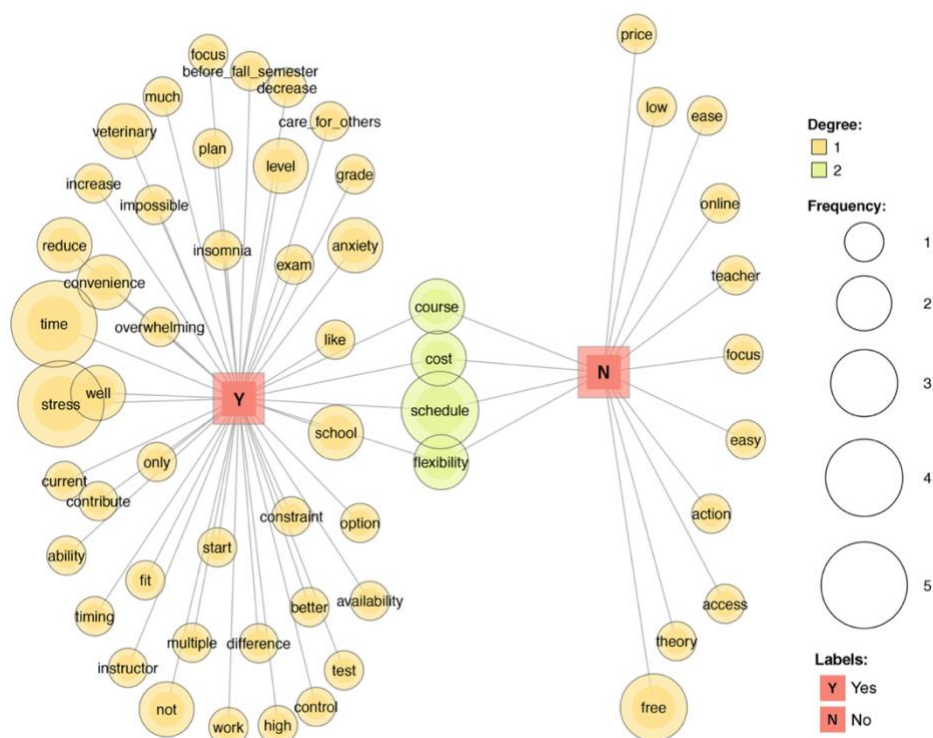 focus
before_fall_semester
decrease
much
care_for_others
veterinary
plan
level
grade
increase
impossible
insomnia
anxiety
exam
reduce
convenience
time
overwhelming
like
well
stress
Y
school
only
current
contribute
constraint
option
start
ability
fit
better
availability
timing
multiple
difference
instructor
test
not
work
high
control
course
cost
schedule
flexibility
price
low
ease
online
teacher
focus
N
easy
action
access
theory
free
Degree:
1
2
Frequency:
1
2
3
4
5
Labels:
Y Yes
N No